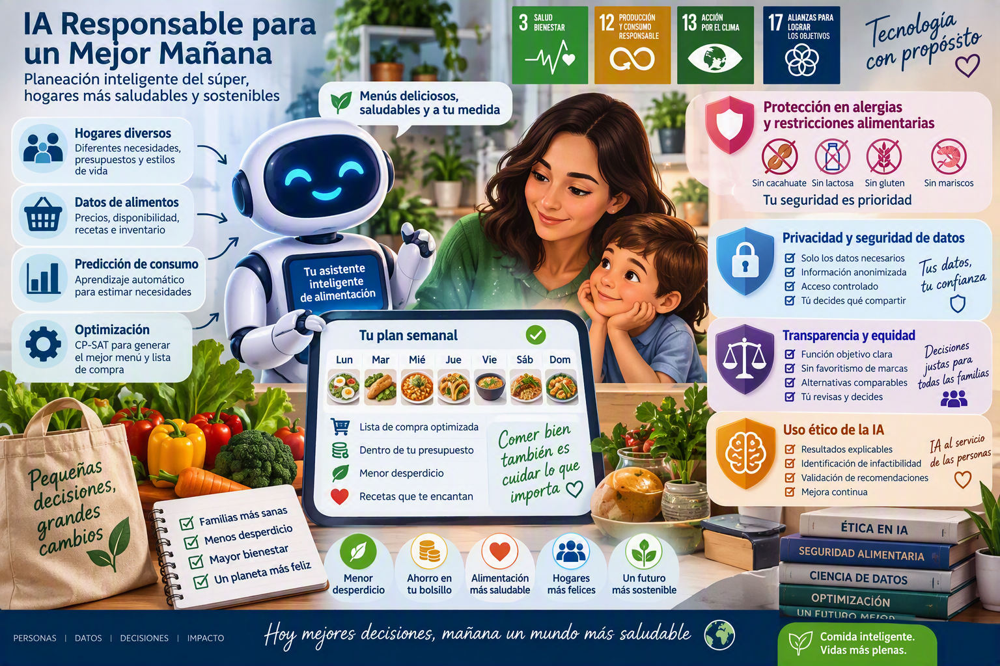 IA Responsable para
un Mejor Mañana
Planeación inteligente del súper,
hogares más saludables y sostenibles
3 SALUD
BIENESTAR
12 PRODUCCIÓN
Y CONSUMO
RESPONSABLE
13 ACCIÓN
POR EL CLIMA
17 ALIANZAS PARA
LOGRAR
LOS OBJETIVOS
Tecnología
con propósito
Menús deliciosos,
saludables y a tu medida
Hogares diversos
Diferentes necesidades,
presupuestos y estilos
de vida
Datos de alimentos
Precios, disponibilidad,
recetas e inventario
Predicción de consumo
Aprendizaje automático
para estimar necesidades
Optimización
CP-SAT para generar
el mejor menú y lista
de compra
Tu asistente
inteligente
de alimentación
Tu plan semanal
Lun Mar Mié Jue Vie Sáb Dom
Lista de compra optimizada
Dentro de tu presupuesto
Menor desperdicio
Recetas que te encantan
Comer bien
también es
cuidar lo que
importa
Protección en alergias
y restricciones alimentarias
Sin cacahuate Sin lactosa Sin gluten Sin mariscos
Tu seguridad es prioridad
Privacidad y seguridad de datos
Solo los datos necesarios
Información anonimizada
Acceso controlado
Tú decides qué compartir
Tus datos,
tu confianza
Transparencia y equidad
Función objetivo clara
Sin favoritismo de marcas
Alternativas comparables
Tú revisas y decides
Decisiones
justas para
todas las familias
Uso ético de la IA
Resultados explicables
Identificación de infactibilidad
Validación de recomendaciones
Mejora continua
IA al servicio
de las personas
Pequeñas
decisiones,
grandes
cambios
Familias más sanas
Menos desperdicio
Mayor bienestar
Un planeta más feliz
Menor
desperdicio
Ahorro en
tu bolsillo
Alimentación
más saludable
Hogares
más felices
Un futuro
más sostenible
ÉTICA EN IA
SEGURIDAD ALIMENTARIA
CIENCIA DE DATOS
OPTIMIZACIÓN
UN FUTURO MEJOR
PERSONAS | DATOS | DECISIONES | IMPACTO
Hoy mejores decisiones, mañana un mundo más saludable
Comida inteligente.
Vidas más plenas.